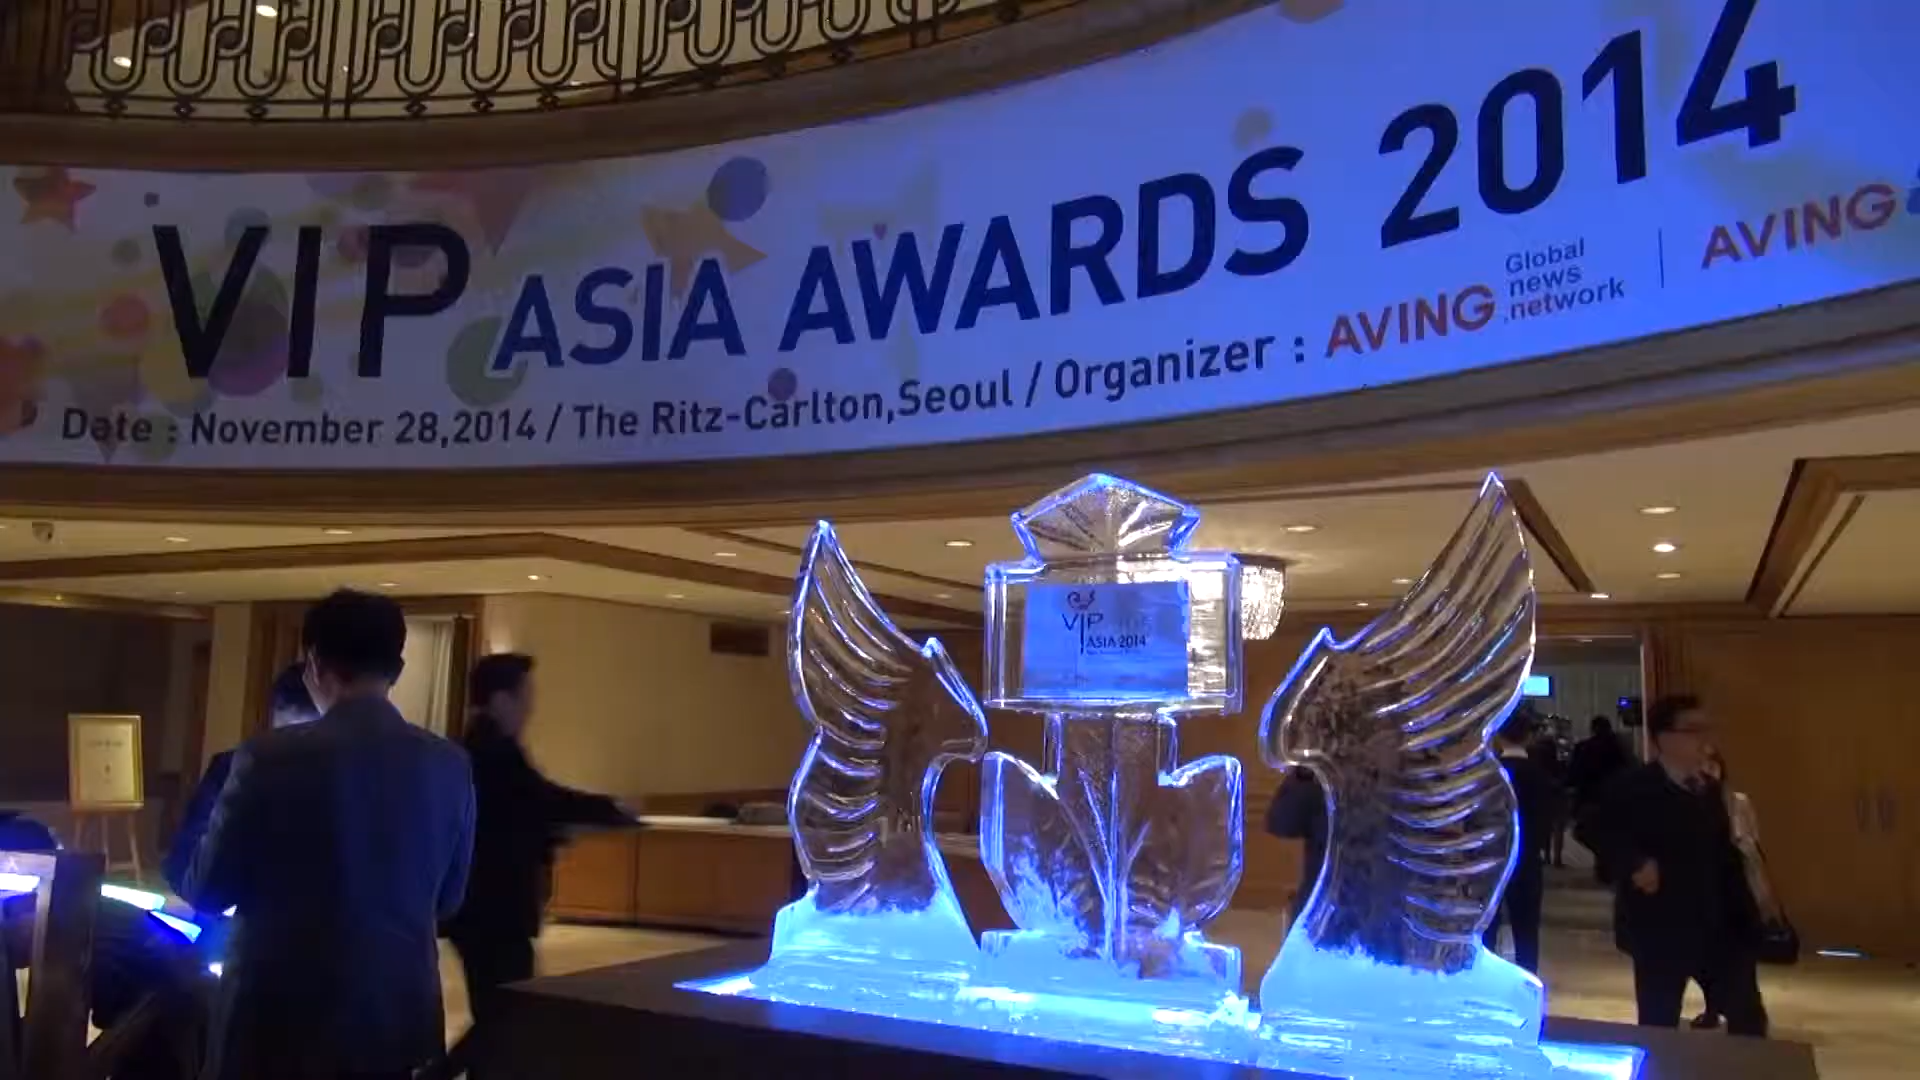 VIP ASIA AWARDS 2014
Date : November 28,2014 / The Ritz-Carlton,Seoul / Organizer : AVING Global news network | AVING
VIP
ASIA 2014